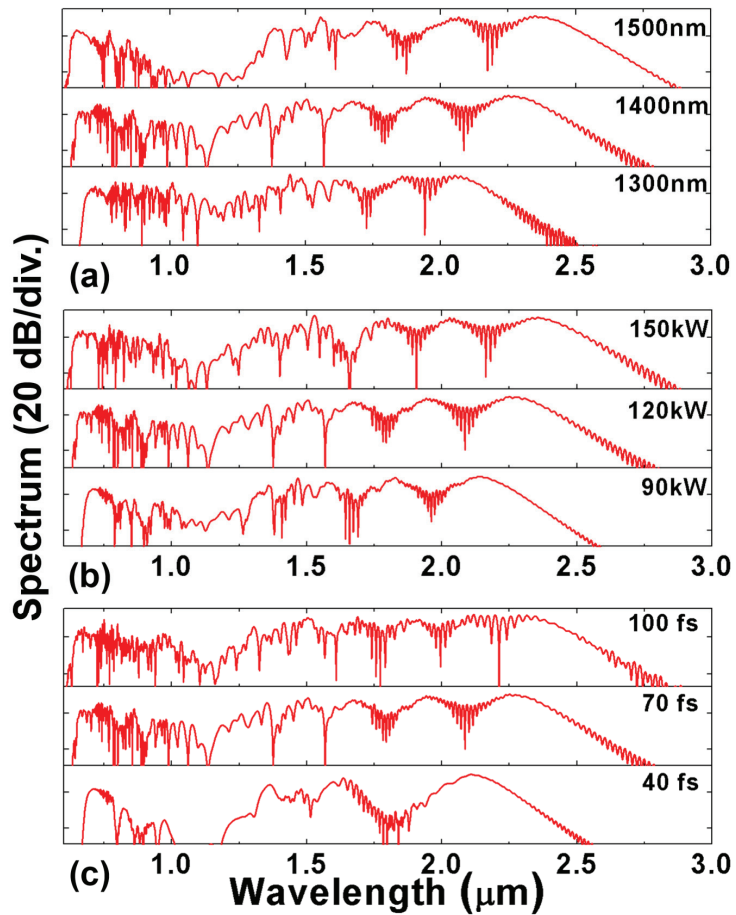 1500nm
1400nm
1300nm
(a)
1.0 1.5 2.0 2.5 3.0
150kW
120kW
90kW
(b)
1.0 1.5 2.0 2.5 3.0
100 fs
70 fs
40 fs
(c)
1.0 1.5 2.0 2.5 3.0
Wavelength (μm)
Spectrum (20 dB/div.)